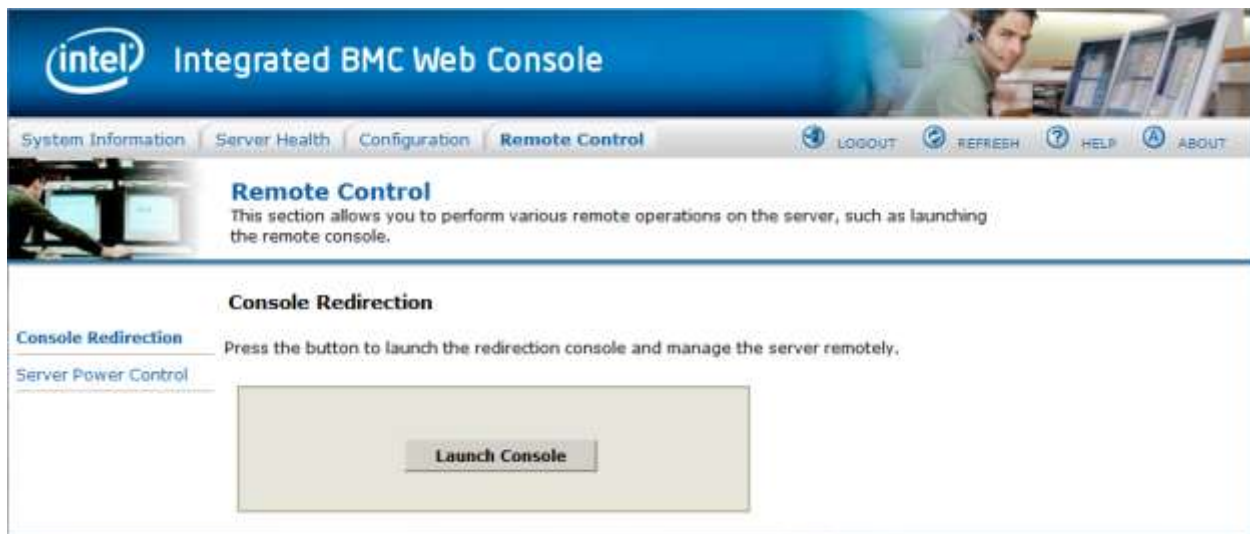 intel Integrated BMC Web Console
System Information Server Health Configuration Remote Control LOGOUT REFRESH HELP ABOUT
Remote Control
This section allows you to perform various remote operations on the server, such as launching
the remote console.
Console Redirection
Console Redirection
Press the button to launch the redirection console and manage the server remotely.
Server Power Control
Launch Console